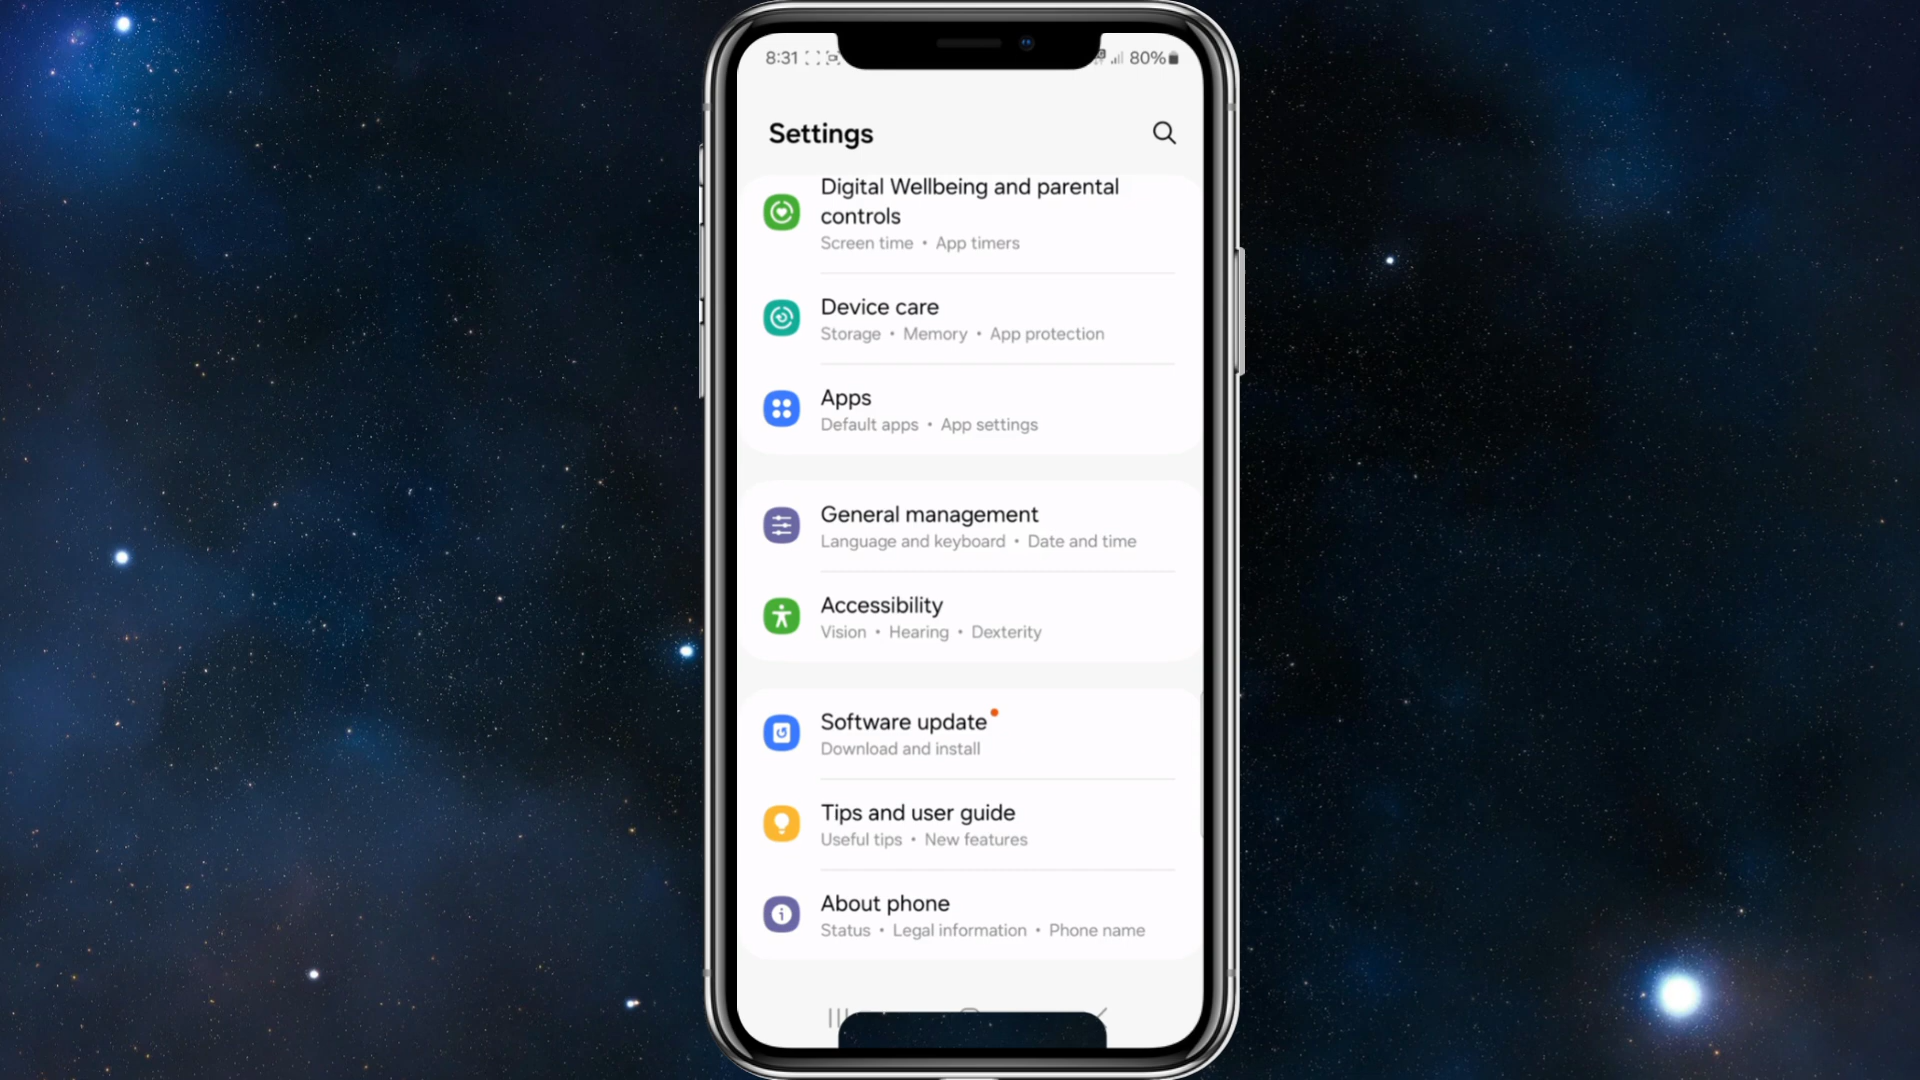 8:31
80%
Settings
Digital Wellbeing and parental
controls
Screen time • App timers
Device care
Storage • Memory • App protection
Apps
Default apps • App settings
General management
Language and keyboard • Date and time
Accessibility
Vision • Hearing • Dexterity
Software update
Download and install
Tips and user guide
Useful tips • New features
About phone
Status • Legal information • Phone name